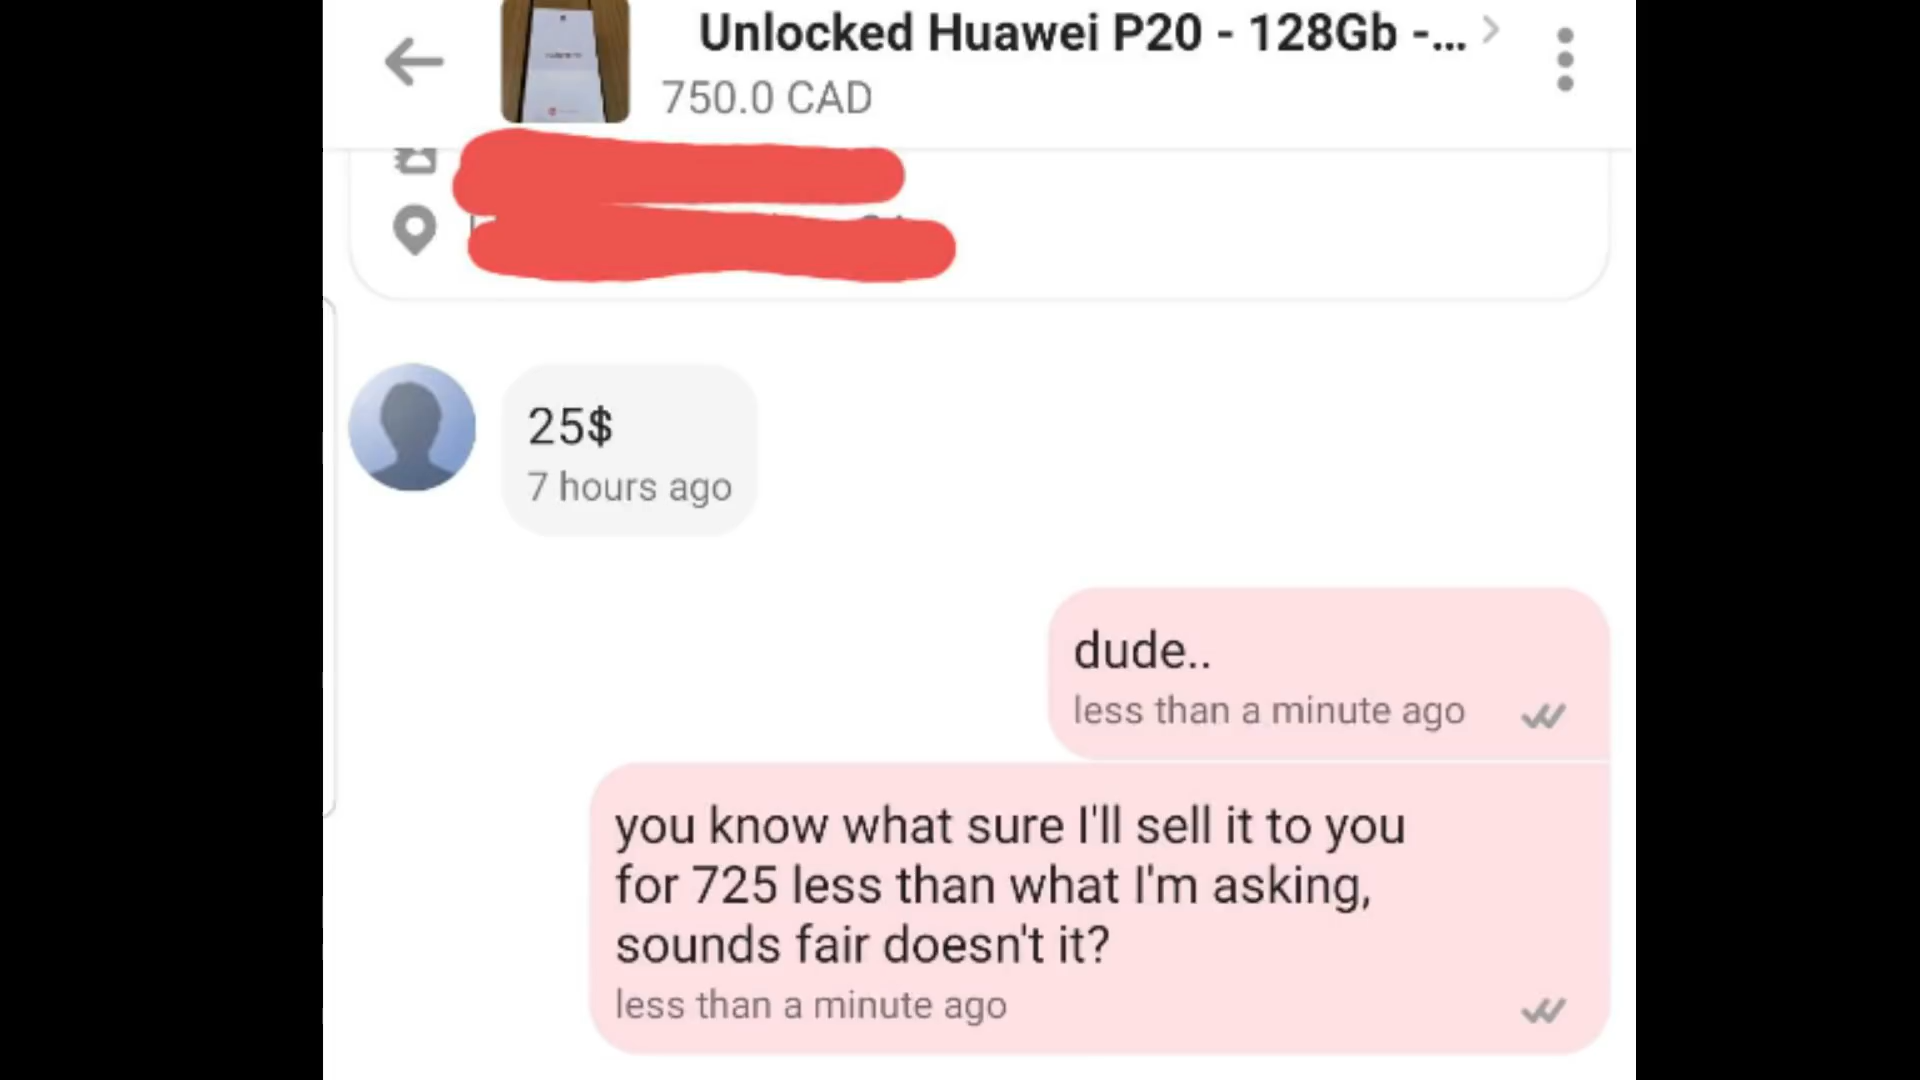 Unlocked Huawei P20 - 128Gb -...
750.0 CAD
25$
7 hours ago
dude..
less than a minute ago
you know what sure I'll sell it to you
for 725 less than what I'm asking,
sounds fair doesn't it?
less than a minute ago